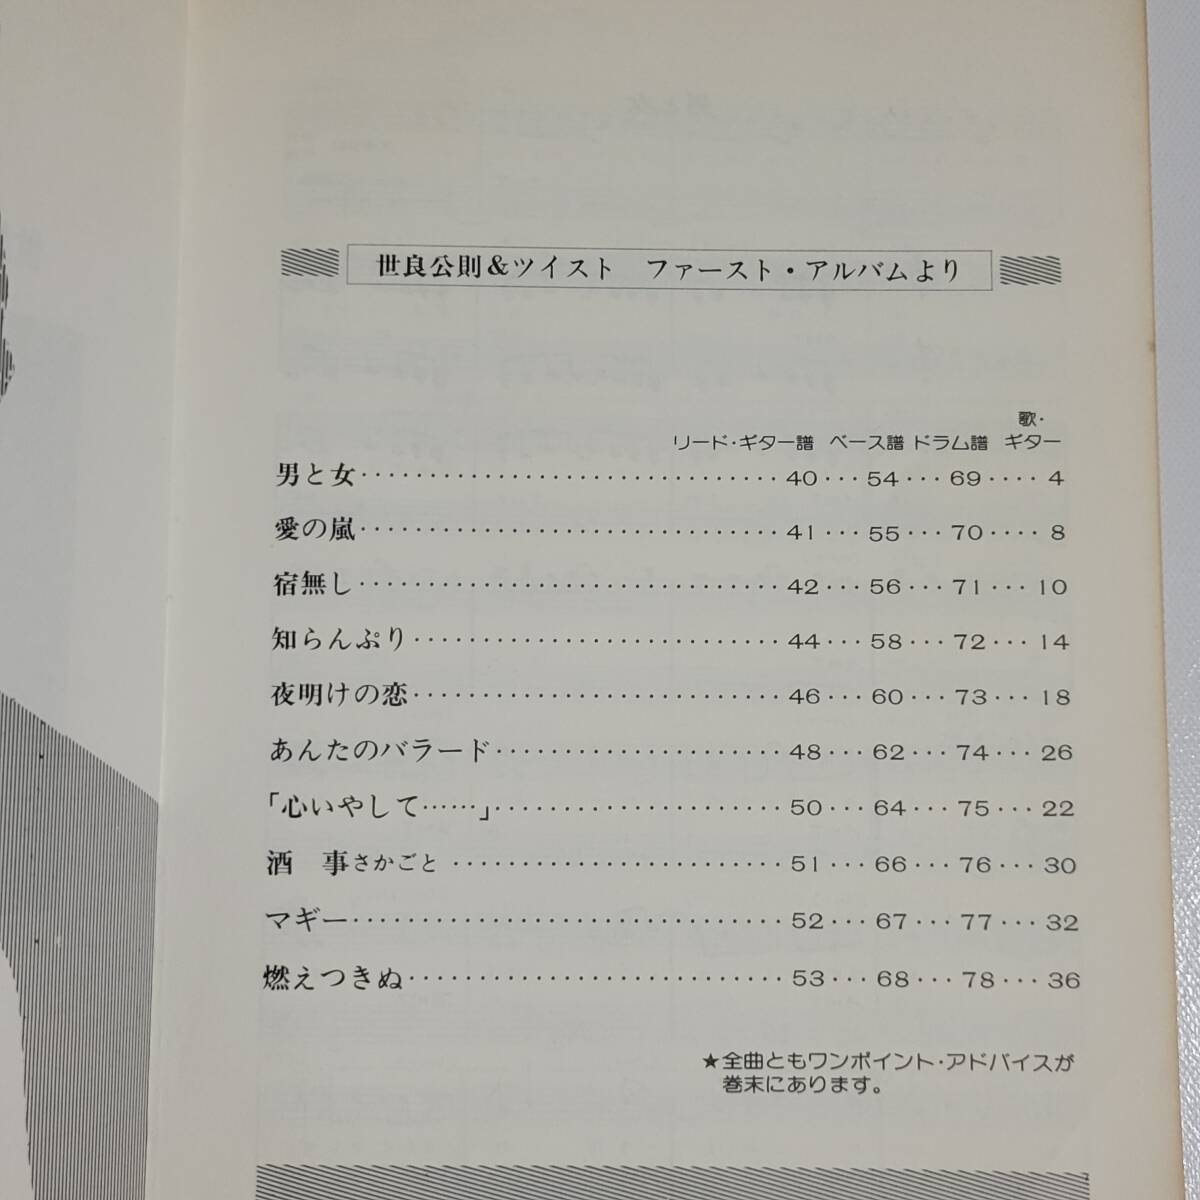 世良公則&ツイスト　ファースト・アルバムより
歌・
リード・ギター譜 ベース譜 ドラム譜 ギター
男と女・・・・・・・・・・・・・・・・・・・・・・・・・・・・・・40・・・54・・・69・・・・4
愛の嵐・・・・・・・・・・・・・・・・・・・・・・・・・・・・・・41・・・55・・・70・・・・8
宿無し・・・・・・・・・・・・・・・・・・・・・・・・・・・・・・42・・・56・・・71・・・10
知らんぷり・・・・・・・・・・・・・・・・・・・・・・・・・・・44・・・58・・・72・・・14
夜明けの恋・・・・・・・・・・・・・・・・・・・・・・・・・・・46・・・60・・・73・・・18
あんたのバラード・・・・・・・・・・・・・・・・・・・・・48・・・62・・・74・・・26
「心いやして……」・・・・・・・・・・・・・・・・・・・・・50・・・64・・・75・・・22
酒　事さかごと・・・・・・・・・・・・・・・・・・・・・・・・51・・・66・・・76・・・30
マギー・・・・・・・・・・・・・・・・・・・・・・・・・・・・・・・52・・・67・・・77・・・32
燃えつきぬ・・・・・・・・・・・・・・・・・・・・・・・・・・・53・・・68・・・78・・・36
★全曲ともワンポイント・アドバイスが
巻末にあります。